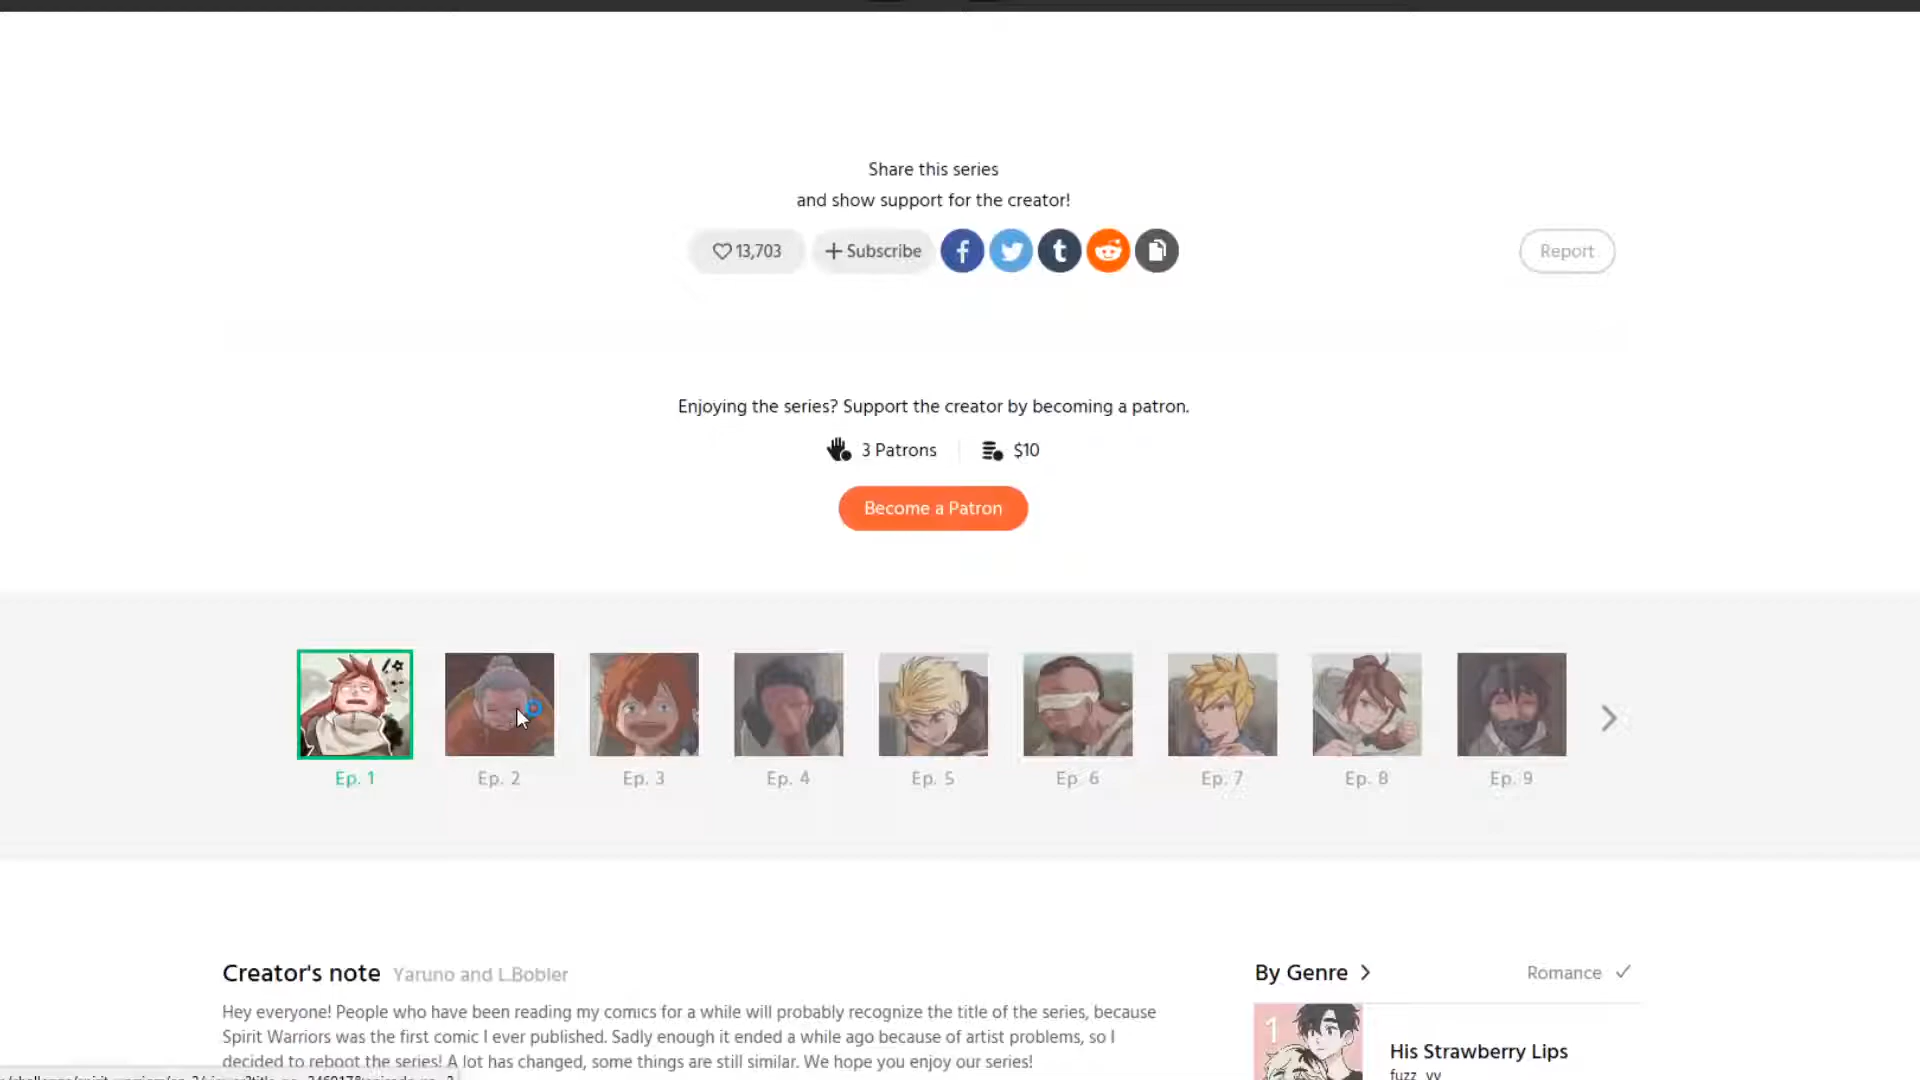 Share this series
and show support for the creator!
13,703
Subscribe
Report
Enjoying the series? Support the creator by becoming a patron.
3 Patrons
$10
Become a Patron
Ep. 1
Ep. 2
Ep. 3
Ep. 4
Ep. 5
Ep. 6
Ep. 7
Ep. 8
Ep. 9
Creator's note Yaruno and L.Bobler
Hey everyone! People who have been reading my comics for a while will probably recognize the title of the series, because
Spirit Warriors was the first comic I ever published. Sadly enough it ended a while ago because of artist problems, so I
decided to reboot the series! A lot has changed, some things are still similar. We hope you enjoy our series!
By Genre
Romance
1
His Strawberry Lips
fuzz_yy